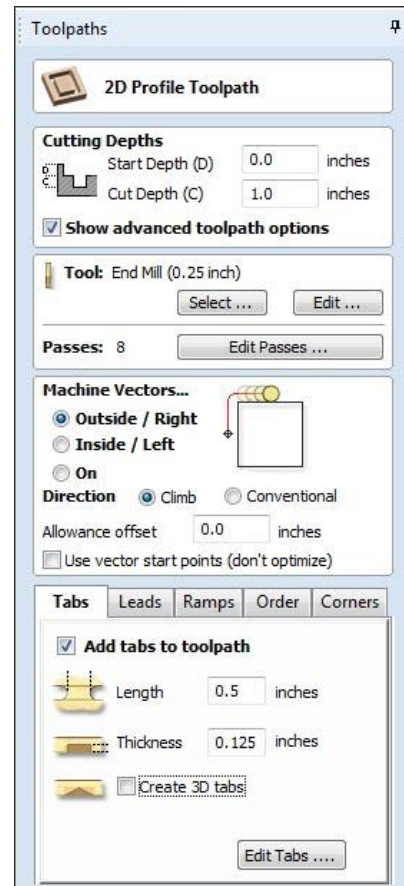 Toolpaths
2D Profile Toolpath
Cutting Depths
D
C
Start Depth (D) 0.0 inches
Cut Depth (C) 1.0 inches
Show advanced toolpath options
Tool: End Mill (0.25 inch)
Select ... Edit ...
Passes: 8 Edit Passes ...
Machine Vectors...
Outside / Right
Inside / Left
On
Direction Climb Conventional
Allowance offset 0.0 inches
Use vector start points (don't optimize)
Tabs Leads Ramps Order Corners
Add tabs to toolpath
Length 0.5 inches
Thickness 0.125 inches
Create 3D tabs
Edit Tabs ....